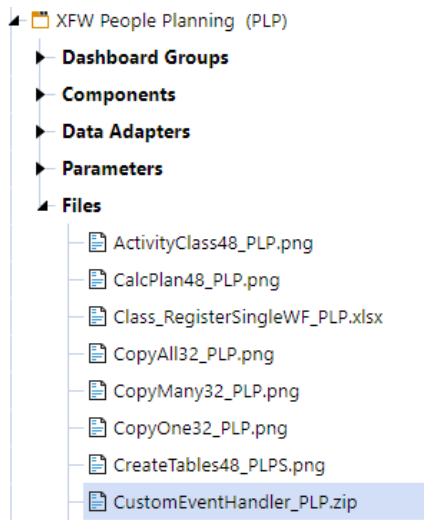 XFW People Planning (PLP)
Dashboard Groups
Components
Data Adapters
Parameters
Files
ActivityClass48_PLP.png
CalcPlan48_PLP.png
Class_RegisterSingleWF_PLP.xlsx
CopyAll32_PLP.png
CopyMany32_PLP.png
CopyOne32_PLP.png
CreateTables48_PLPS.png
CustomEventHandler_PLP.zip